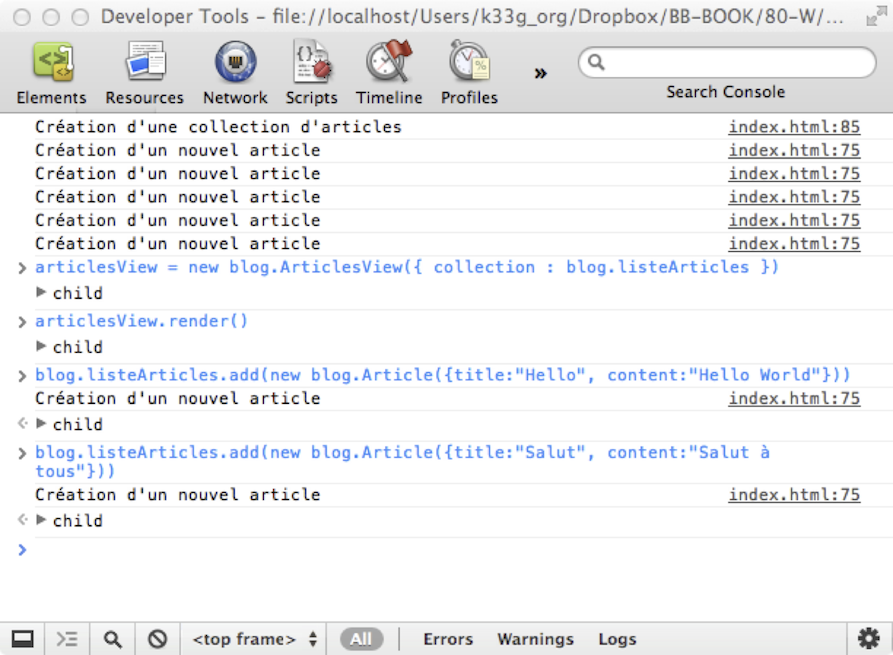 Developer Tools – file://localhost/Users/k33g_org/Dropbox/BB-BOOK/80-W/...
Elements Resources Network Scripts Timeline Profiles » Search Console
Création d'une collection d'articles index.html:85
Création d'un nouvel article index.html:75
Création d'un nouvel article index.html:75
Création d'un nouvel article index.html:75
Création d'un nouvel article index.html:75
Création d'un nouvel article index.html:75
> articlesView = new blog.ArticlesView({ collection : blog.listeArticles })
▶ child
> articlesView.render()
▶ child
> blog.listeArticles.add(new blog.Article({title:"Hello", content:"Hello World"}))
Création d'un nouvel article index.html:75
▶ child
> blog.listeArticles.add(new blog.Article({title:"Salut", content:"Salut à
tous"}))
Création d'un nouvel article index.html:75
▶ child
>
<top frame> All Errors Warnings Logs